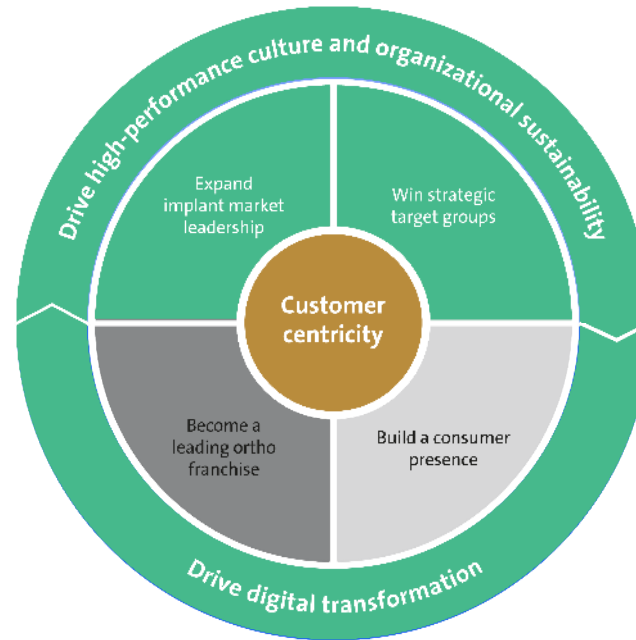 Drive high-performance culture and organizational sustainability
Expand
implant market
leadership
Win strategic
target groups
Customer
centricity
Become a
leading ortho
franchise
Build a consumer
presence
Drive digital transformation